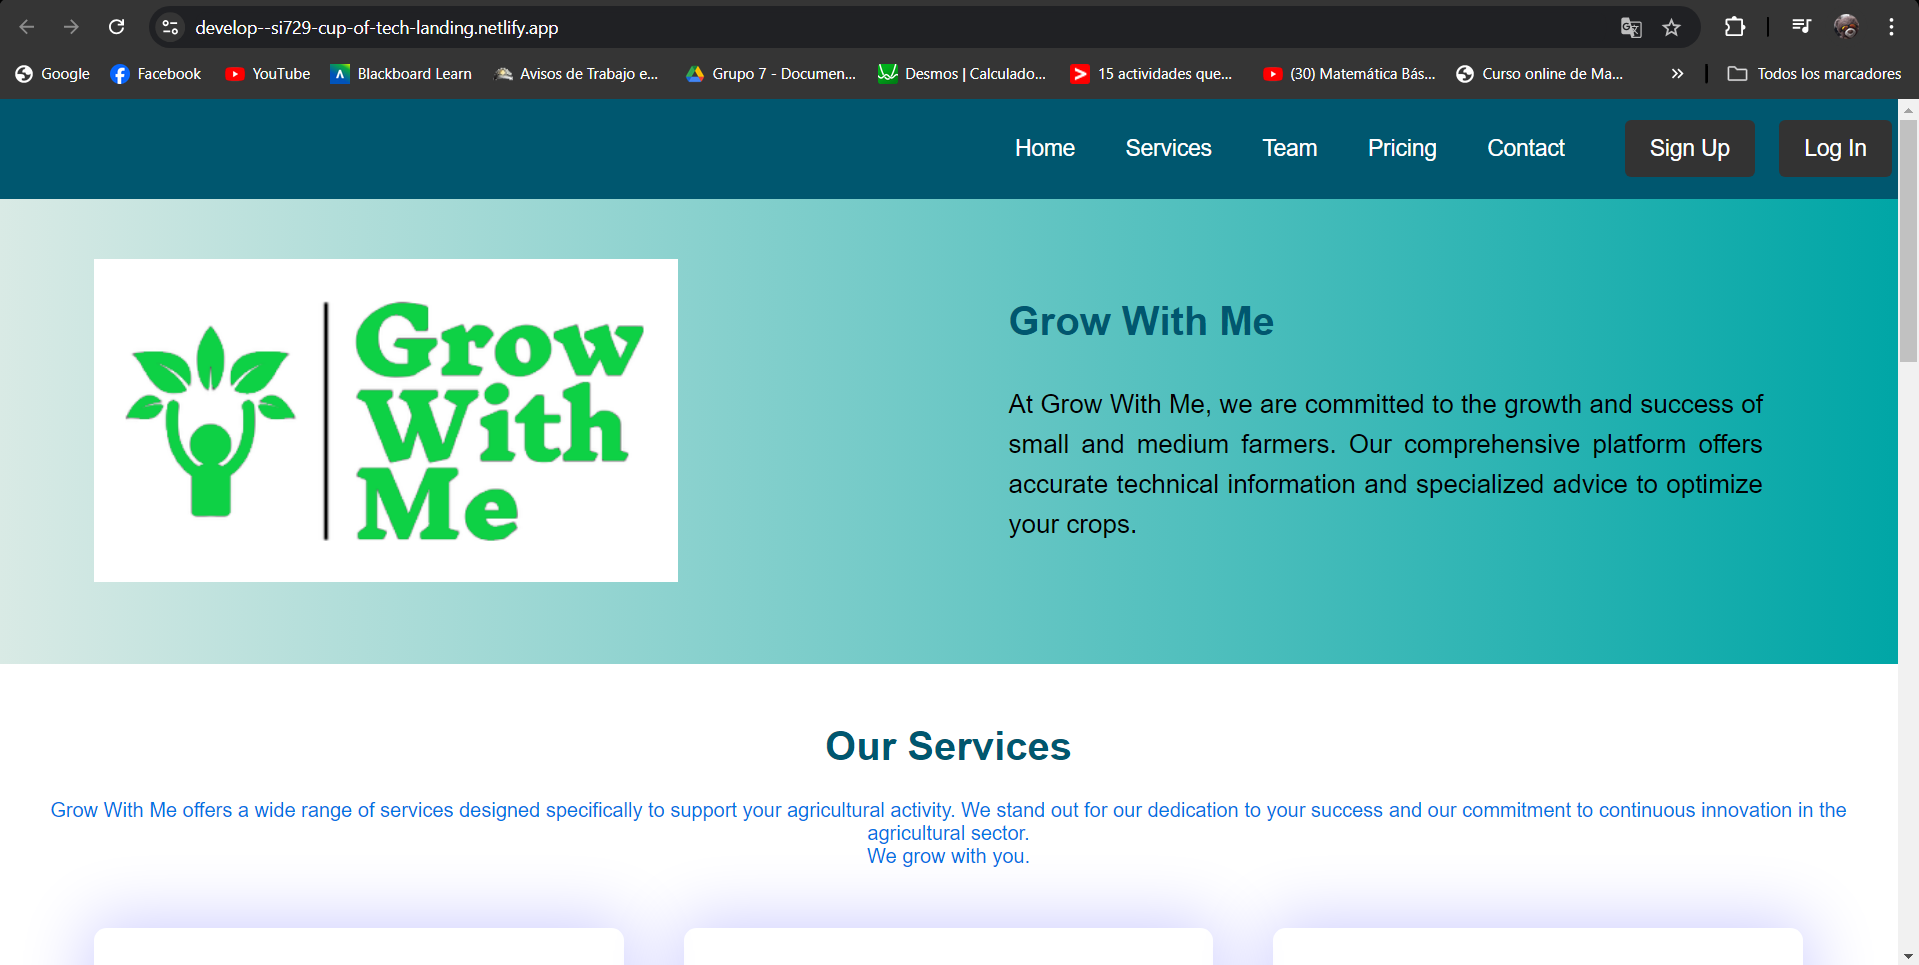 develop--si729-cup-of-tech-landing.netlify.app
Google Facebook YouTube Blackboard Learn Avisos de Trabajo e... Grupo 7 - Documen... Desmos | Calculado... 15 actividades que... (30) Matemática Bás... Curso online de Ma... Todos los marcadores
Home Services Team Pricing Contact Sign Up Log In
Grow
With
Me
Grow With Me
At Grow With Me, we are committed to the growth and success of
small and medium farmers. Our comprehensive platform offers
accurate technical information and specialized advice to optimize
your crops.
Our Services
Grow With Me offers a wide range of services designed specifically to support your agricultural activity. We stand out for our dedication to your success and our commitment to continuous innovation in the
agricultural sector.
We grow with you.